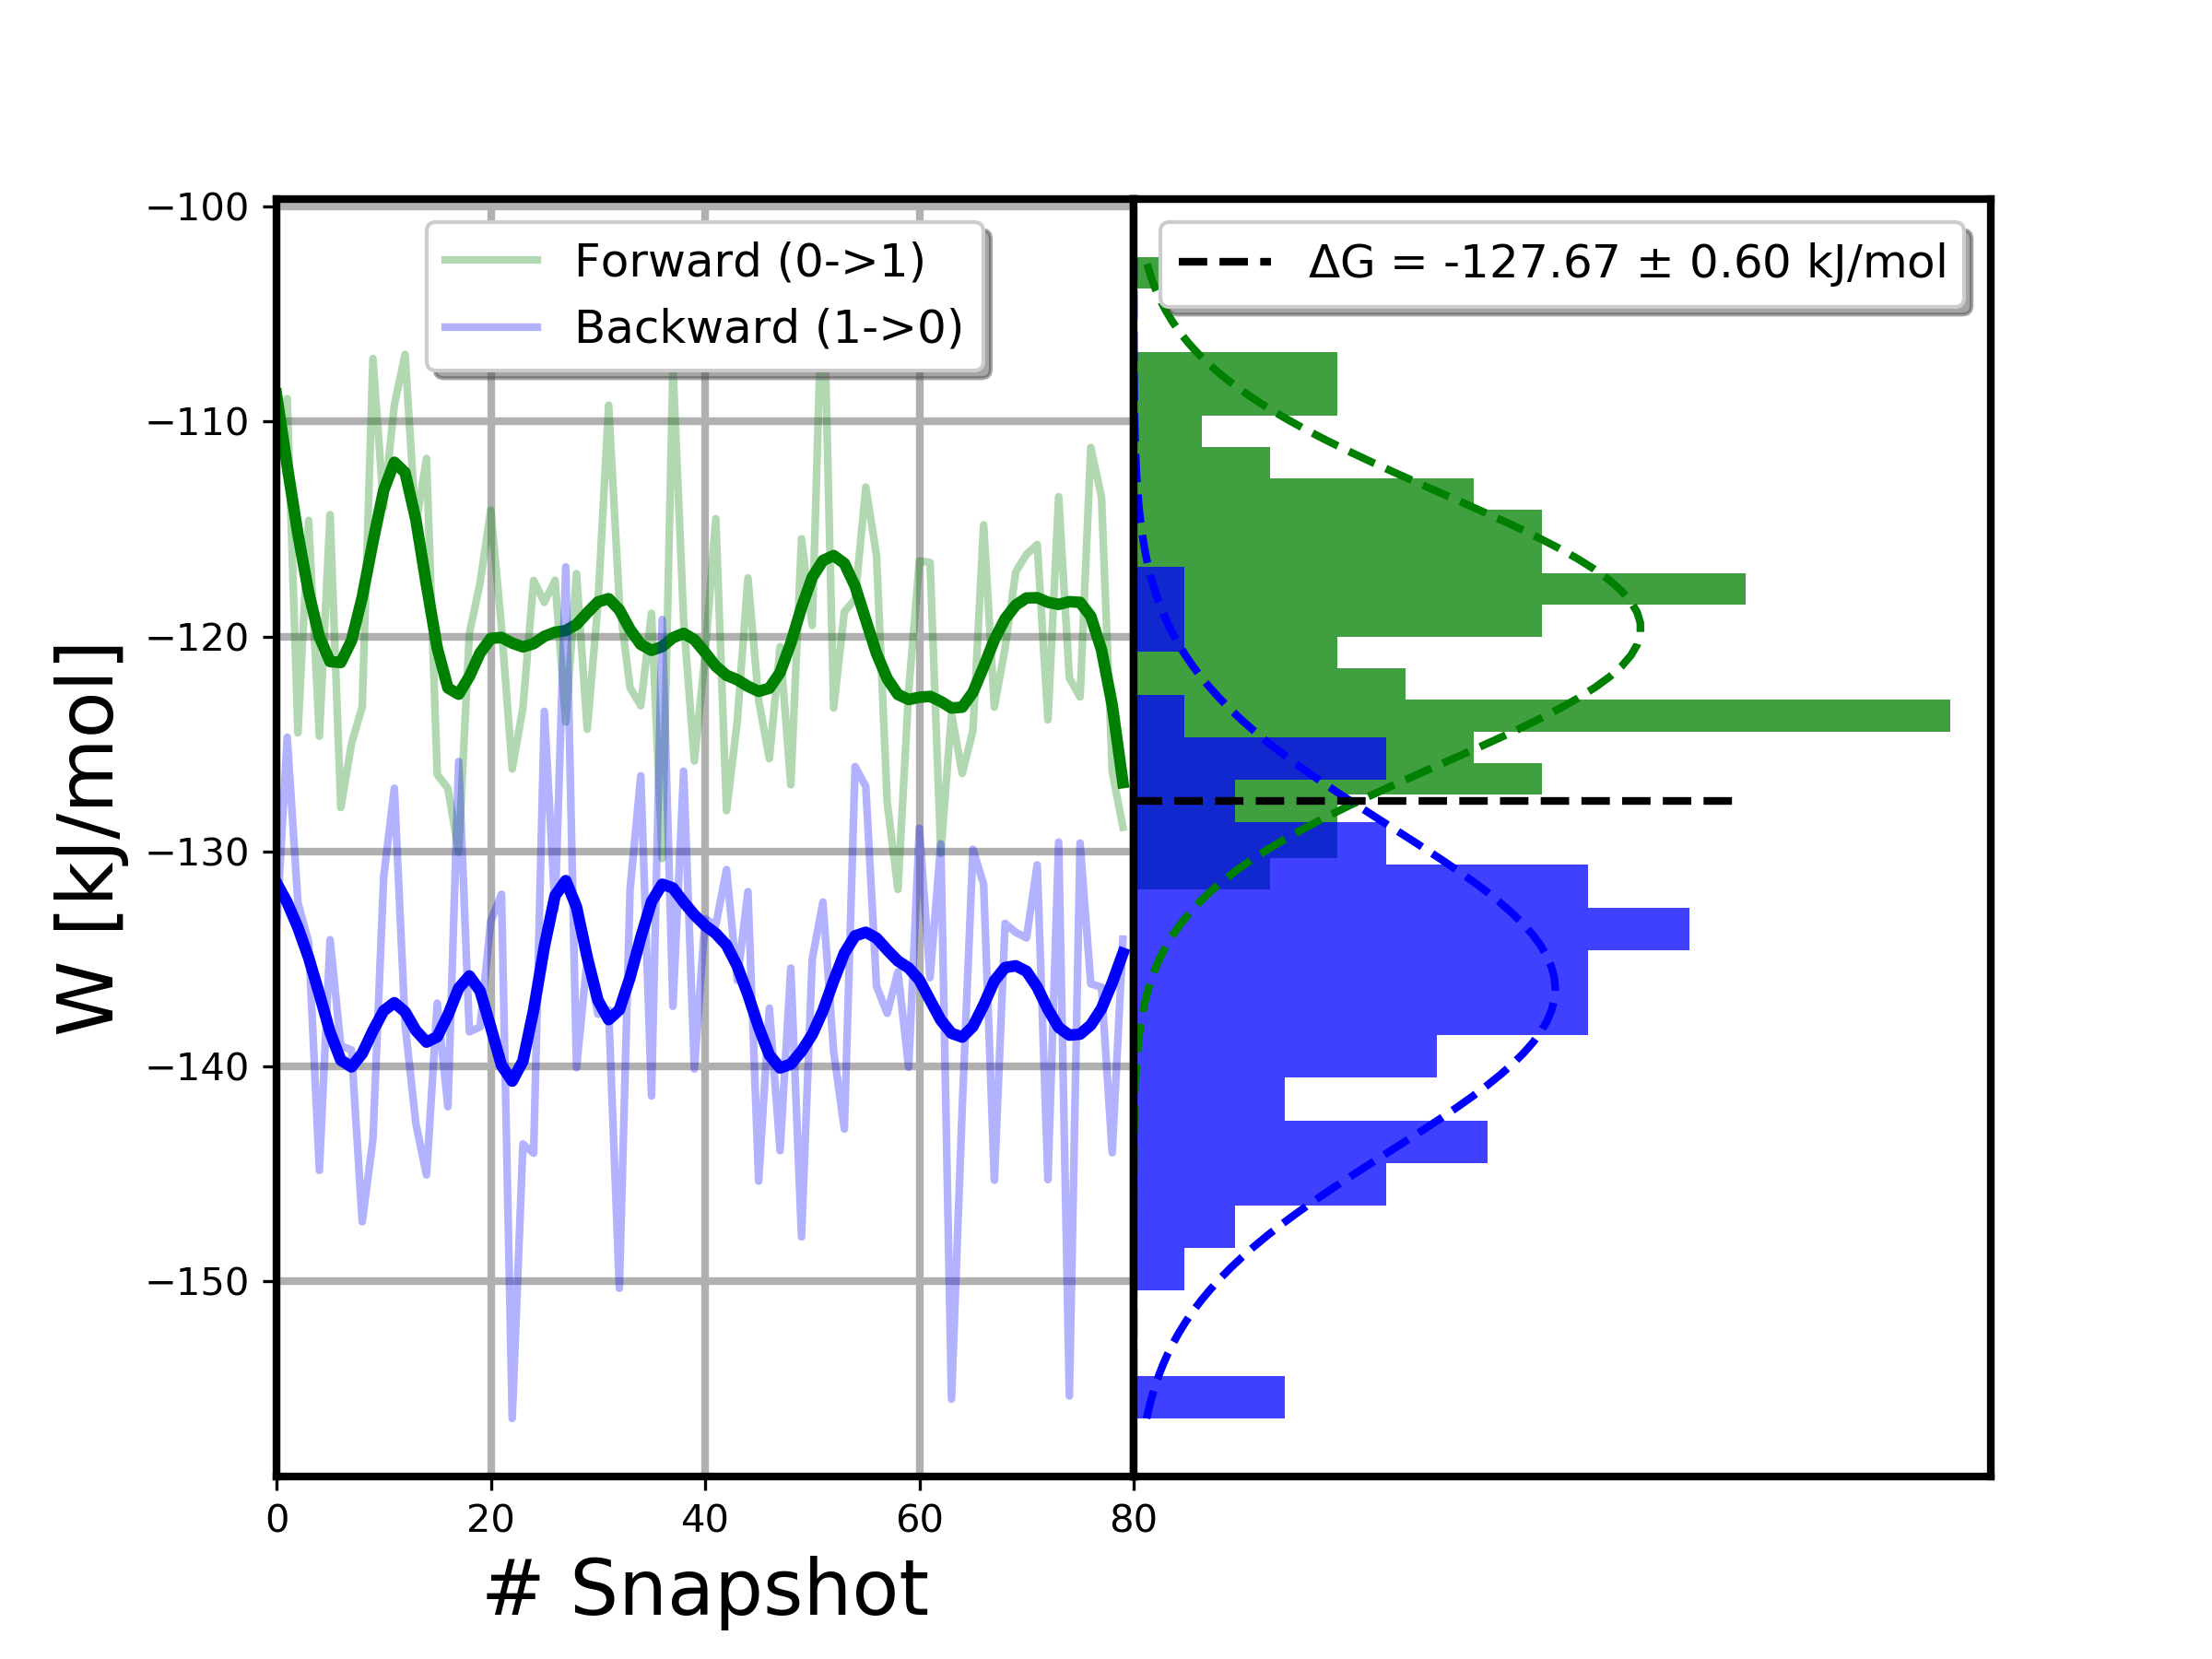 −100
−110
−120
−130
−140
−150
W [kJ/mol]
Forward (0->1)
Backward (1->0)
ΔG = -127.67 ± 0.60 kJ/mol
0 20 40 60 80
# Snapshot